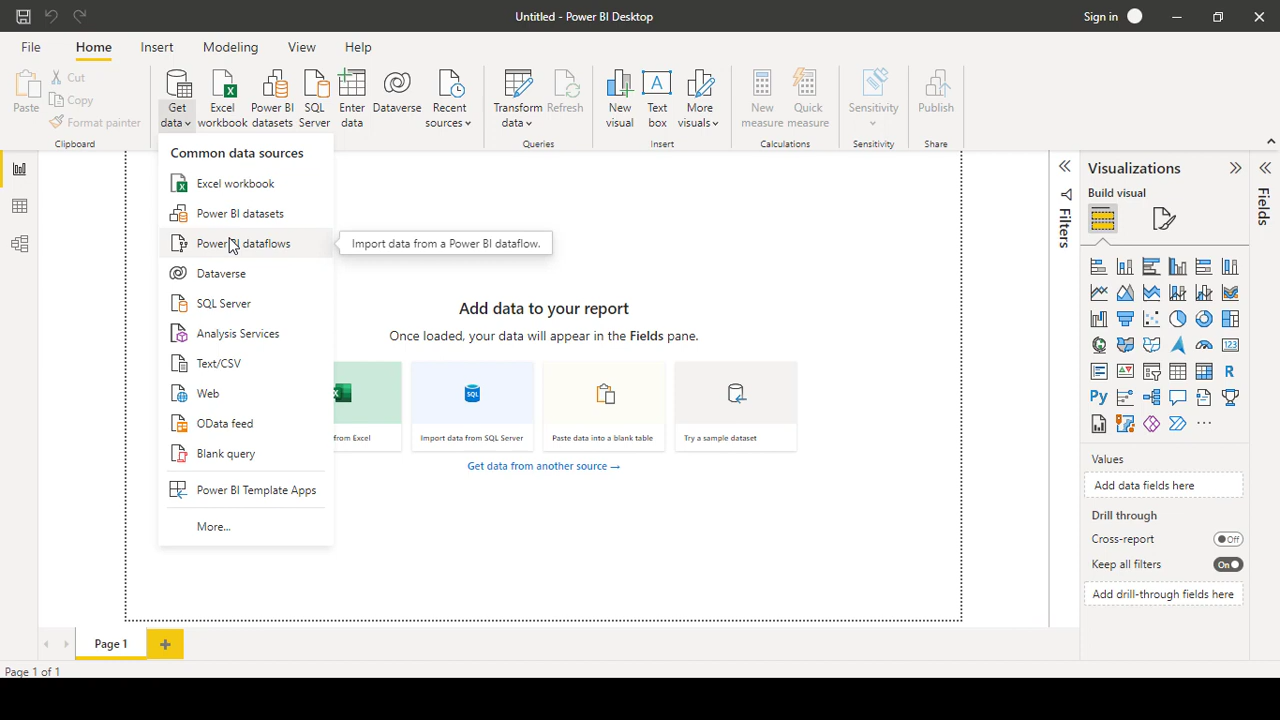 Untitled - Power BI Desktop
Sign in
File
Home
Insert
Modeling
View
Help
Paste
Cut
Copy
Format painter
Clipboard
Get data
Excel workbook
Power BI datasets
SQL Server
Enter data
Dataverse
Recent sources
Transform data
Refresh
Queries
New visual
Text box
More visuals
Insert
New measure
Quick measure
Calculations
Sensitivity
Sensitivity
Publish
Share
Common data sources
Excel workbook
Power BI datasets
Power BI dataflows
Import data from a Power BI dataflow.
Dataverse
SQL Server
Analysis Services
Text/CSV
Web
OData feed
Blank query
Power BI Template Apps
More...
Add data to your report
Once loaded, your data will appear in the Fields pane.
from Excel
Import data from SQL Server
Paste data into a blank table
Try a sample dataset
Get data from another source →
Filters
Visualizations
Build visual
Values
Add data fields here
Drill through
Cross-report
Off
Keep all filters
On
Add drill-through fields here
Fields
Page 1
Page 1 of 1